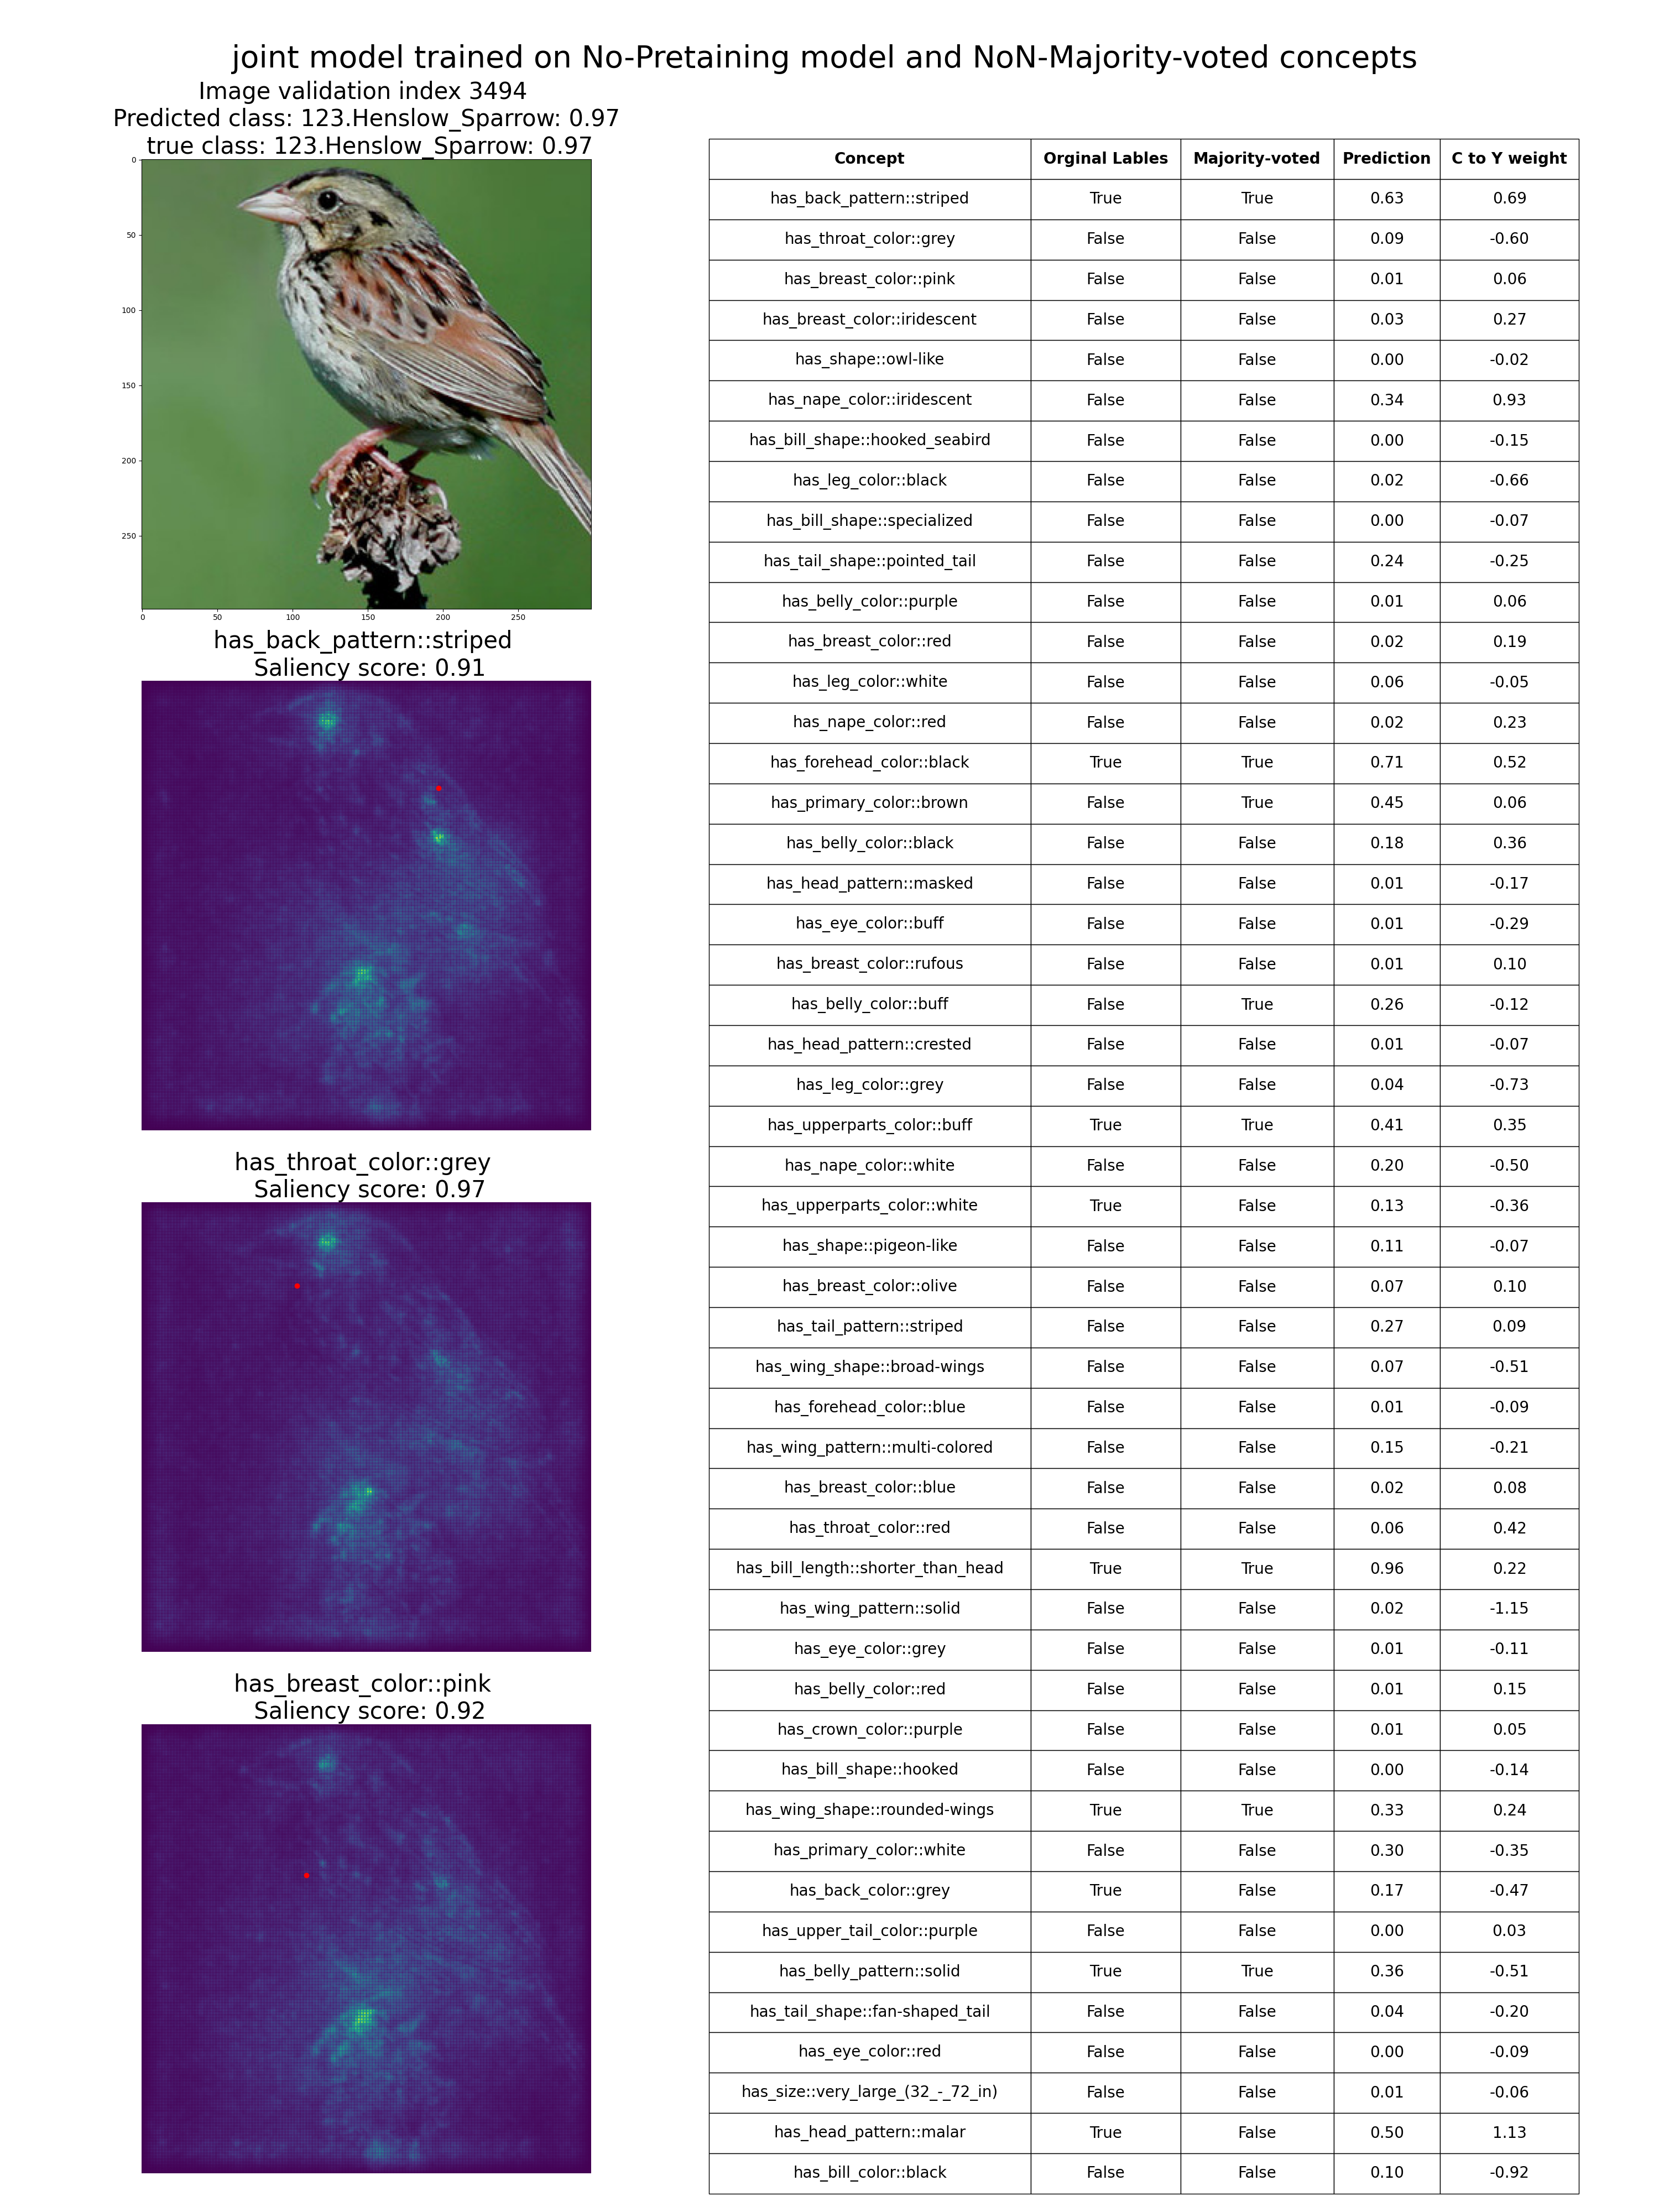 joint model trained on No-Pretaining model and NoN-Majority-voted concepts
Image validation index 3494
Predicted class: 123.Henslow_Sparrow: 0.97
true class: 123.Henslow_Sparrow: 0.97
0
50
100
150
200
250
0 50 100 150 200 250
has_back_pattern::striped
Saliency score: 0.91
has_throat_color::grey
Saliency score: 0.97
has_breast_color::pink
Saliency score: 0.92
Concept Orginal Lables Majority-voted Prediction C to Y weight
has_back_pattern::striped True True 0.63 0.69
has_throat_color::grey False False 0.09 -0.60
has_breast_color::pink False False 0.01 0.06
has_breast_color::iridescent False False 0.03 0.27
has_shape::owl-like False False 0.00 -0.02
has_nape_color::iridescent False False 0.34 0.93
has_bill_shape::hooked_seabird False False 0.00 -0.15
has_leg_color::black False False 0.02 -0.66
has_bill_shape::specialized False False 0.00 -0.07
has_tail_shape::pointed_tail False False 0.24 -0.25
has_belly_color::purple False False 0.01 0.06
has_breast_color::red False False 0.02 0.19
has_leg_color::white False False 0.06 -0.05
has_nape_color::red False False 0.02 0.23
has_forehead_color::black True True 0.71 0.52
has_primary_color::brown False True 0.45 0.06
has_belly_color::black False False 0.18 0.36
has_head_pattern::masked False False 0.01 -0.17
has_eye_color::buff False False 0.01 -0.29
has_breast_color::rufous False False 0.01 0.10
has_belly_color::buff False True 0.26 -0.12
has_head_pattern::crested False False 0.01 -0.07
has_leg_color::grey False False 0.04 -0.73
has_upperparts_color::buff True True 0.41 0.35
has_nape_color::white False False 0.20 -0.50
has_upperparts_color::white True False 0.13 -0.36
has_shape::pigeon-like False False 0.11 -0.07
has_breast_color::olive False False 0.07 0.10
has_tail_pattern::striped False False 0.27 0.09
has_wing_shape::broad-wings False False 0.07 -0.51
has_forehead_color::blue False False 0.01 -0.09
has_wing_pattern::multi-colored False False 0.15 -0.21
has_breast_color::blue False False 0.02 0.08
has_throat_color::red False False 0.06 0.42
has_bill_length::shorter_than_head True True 0.96 0.22
has_wing_pattern::solid False False 0.02 -1.15
has_eye_color::grey False False 0.01 -0.11
has_belly_color::red False False 0.01 0.15
has_crown_color::purple False False 0.01 0.05
has_bill_shape::hooked False False 0.00 -0.14
has_wing_shape::rounded-wings True True 0.33 0.24
has_primary_color::white False False 0.30 -0.35
has_back_color::grey True False 0.17 -0.47
has_upper_tail_color::purple False False 0.00 0.03
has_belly_pattern::solid True True 0.36 -0.51
has_tail_shape::fan-shaped_tail False False 0.04 -0.20
has_eye_color::red False False 0.00 -0.09
has_size::very_large_(32_-_72_in) False False 0.01 -0.06
has_head_pattern::malar True False 0.50 1.13
has_bill_color::black False False 0.10 -0.92